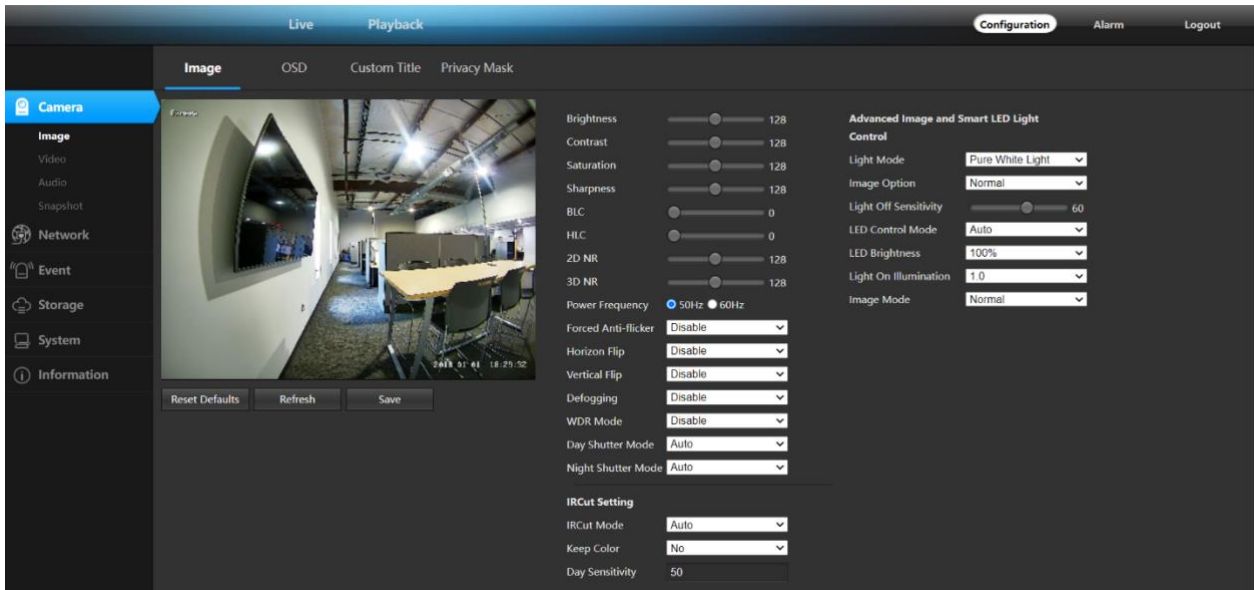 Live Playback Configuration Alarm Logout
Image OSD Custom Title Privacy Mask
Camera
Image
Video
Audio
Snapshot
Network
Event
Storage
System
Information
18:25:32
Reset Defaults Refresh Save
Brightness 128
Contrast 128
Saturation 128
Sharpness 128
BLC 0
HLC 0
2D NR 128
3D NR 128
Power Frequency 50Hz 60Hz
Forced Anti-flicker Disable
Horizon Flip Disable
Vertical Flip Disable
Defogging Disable
WDR Mode Disable
Day Shutter Mode Auto
Night Shutter Mode Auto
IRCut Setting
IRCut Mode Auto
Keep Color No
Day Sensitivity 50
Advanced Image and Smart LED Light
Control
Light Mode Pure White Light
Image Option Normal
Light Off Sensitivity 60
LED Control Mode Auto
LED Brightness 100%
Light On Illumination 1.0
Image Mode Normal